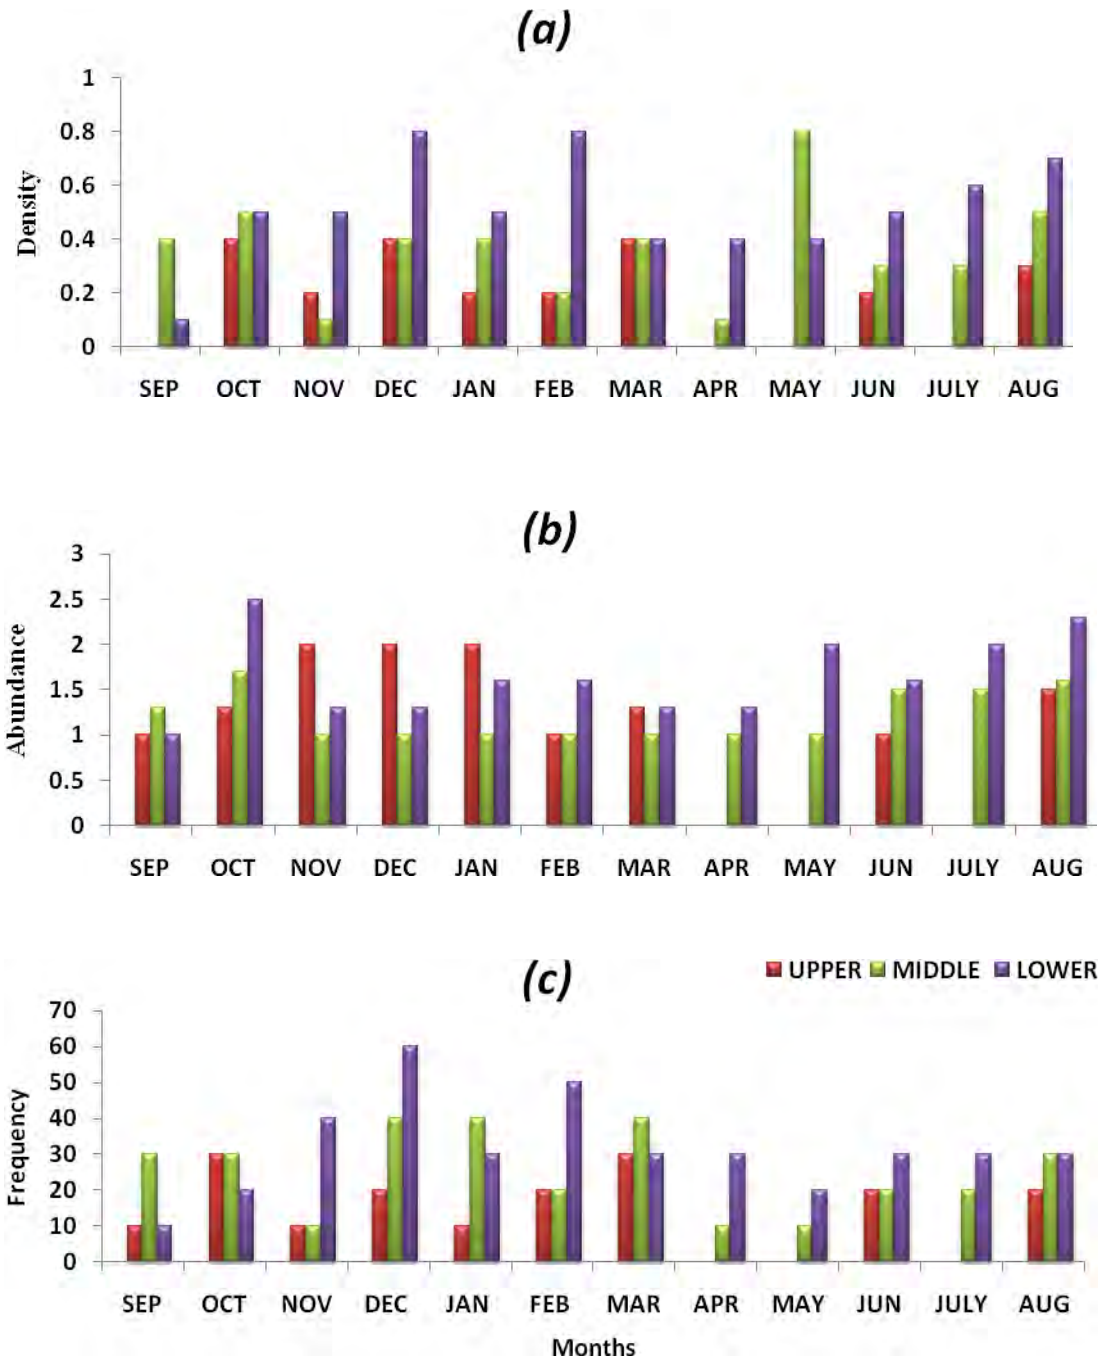 (a)
Density
1
0.8
0.6
0.4
0.2
0
SEP OCT NOV DEC JAN FEB MAR APR MAY JUN JULY AUG
(b)
Abundance
3
2.5
2
1.5
1
0.5
0
SEP OCT NOV DEC JAN FEB MAR APR MAY JUN JULY AUG
UPPER MIDDLE LOWER
(c)
Frequency
70
60
50
40
30
20
10
0
SEP OCT NOV DEC JAN FEB MAR APR MAY JUN JULY AUG
Months